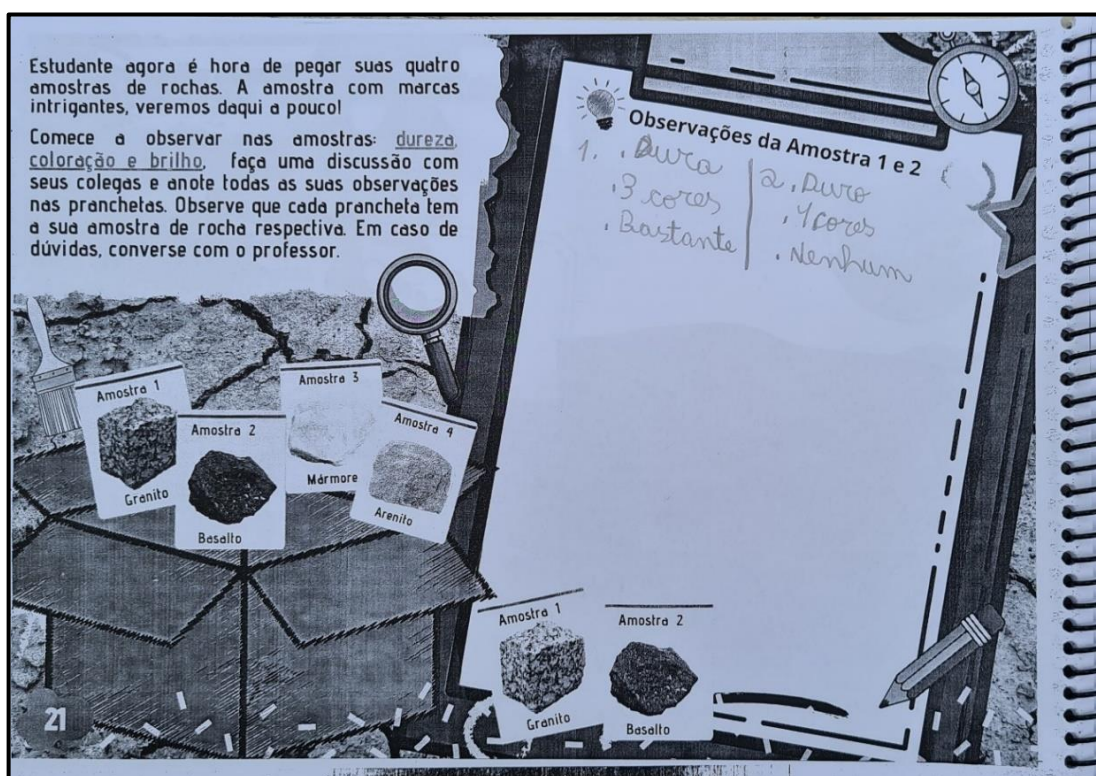 Estudante agora é hora de pegar suas quatro
amostras de rochas. A amostra com marcas
intrigantes, veremos daqui a pouco!
Comece a observar nas amostras: dureza,
coloração e brilho, faça uma discussão com
seus colegas e anote todas as suas observações
nas pranchetas. Observe que cada prancheta tem
a sua amostra de rocha respectiva. Em caso de
dúvidas, converse com o professor.
Amostra 1
Granito
Amostra 2
Basalto
Amostra 3
Mármore
Amostra 4
Arenito
21
Observações da Amostra 1 e 2
1. . Dura
. 3 cores
. Bastante
2 . Duro
. 4 cores
. Nenhum
Amostra 1
Granito
Amostra 2
Basalto